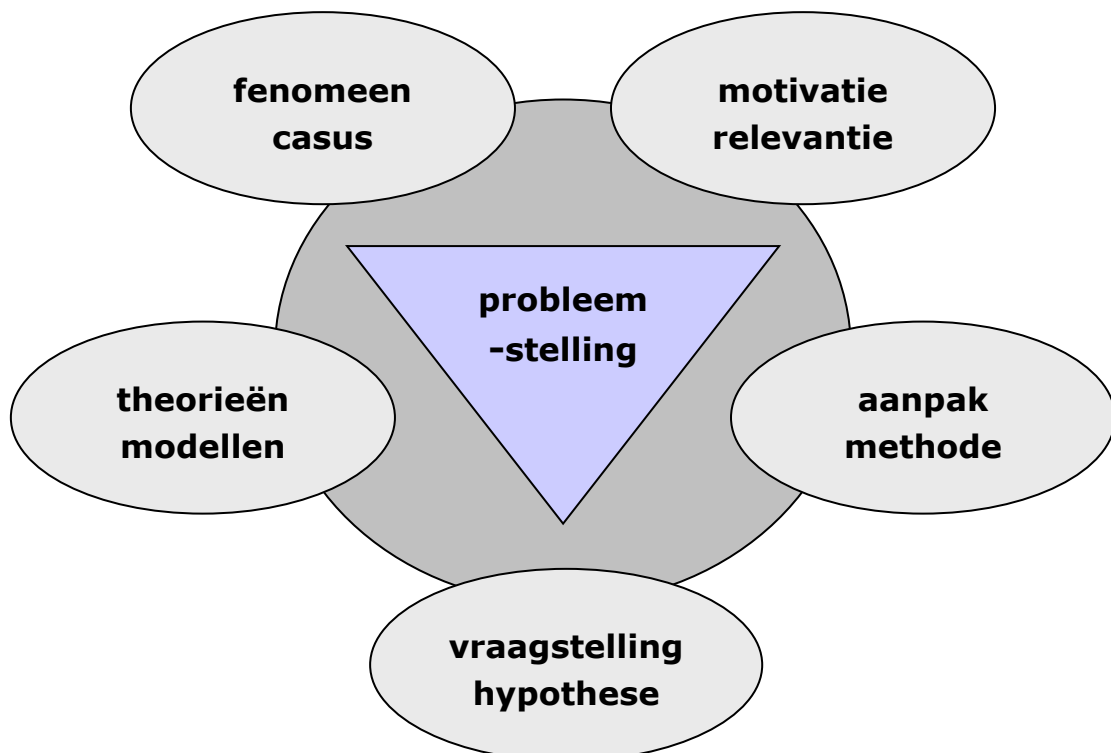 fenomeen
casus
motivatie
relevantie
probleem
-stelling
theorieën
modellen
aanpak
methode
vraagstelling
hypothese